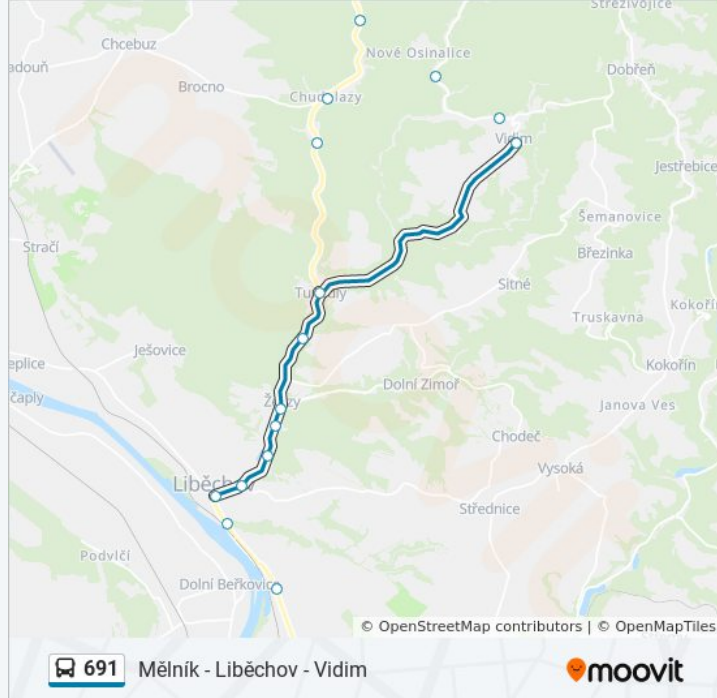 Střezivojice
Chcebuz
Nové Osinalice
adouň
Dobřeň
Brocno
Chudolazy
Vidim
Jestřebice
Šemanovice
Stračí
Březinka
Sitné
Tupadly
Kokořín
Truskavna
Ješovice
eplice
Kokořín
Dolní Zimoř
čaply
Želízy
Janova Ves
Chodeč
Liběchov
Vysoká
Střednice
Podvlčí
Dolní Beřkovice
© OpenStreetMap contributors | © OpenMapTiles
691 Mělník - Liběchov - Vidim
moovit